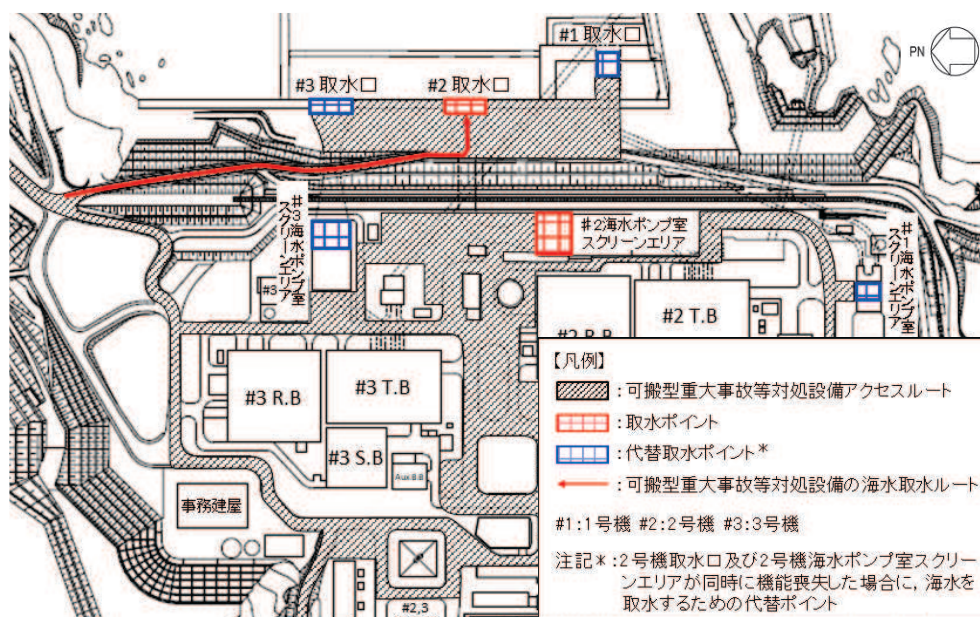 #1 取水口
PN
#3 取水口
#2 取水口
#3海水ポンプ室
スクリーンエリア
#2海水ポンプ室
スクリーンエリア
#1海水ポンプ室
スクリーンエリア
#3
#2 T.B
#2 R.B
#3 R.B
#3 T.B
#3 S.B
Aux.B.B
事務建屋
#2,3
【凡例】
:可搬型重大事故等対処設備アクセスルート
:取水ポイント
:代替取水ポイント*
:可搬型重大事故等対処設備の海水取水ルート
#1:1号機 #2:2号機 #3:3号機
注記*:2号機取水口及び2号機海水ポンプ室スクリー
ンエリアが同時に機能喪失した場合に,海水を
取水するための代替ポイント